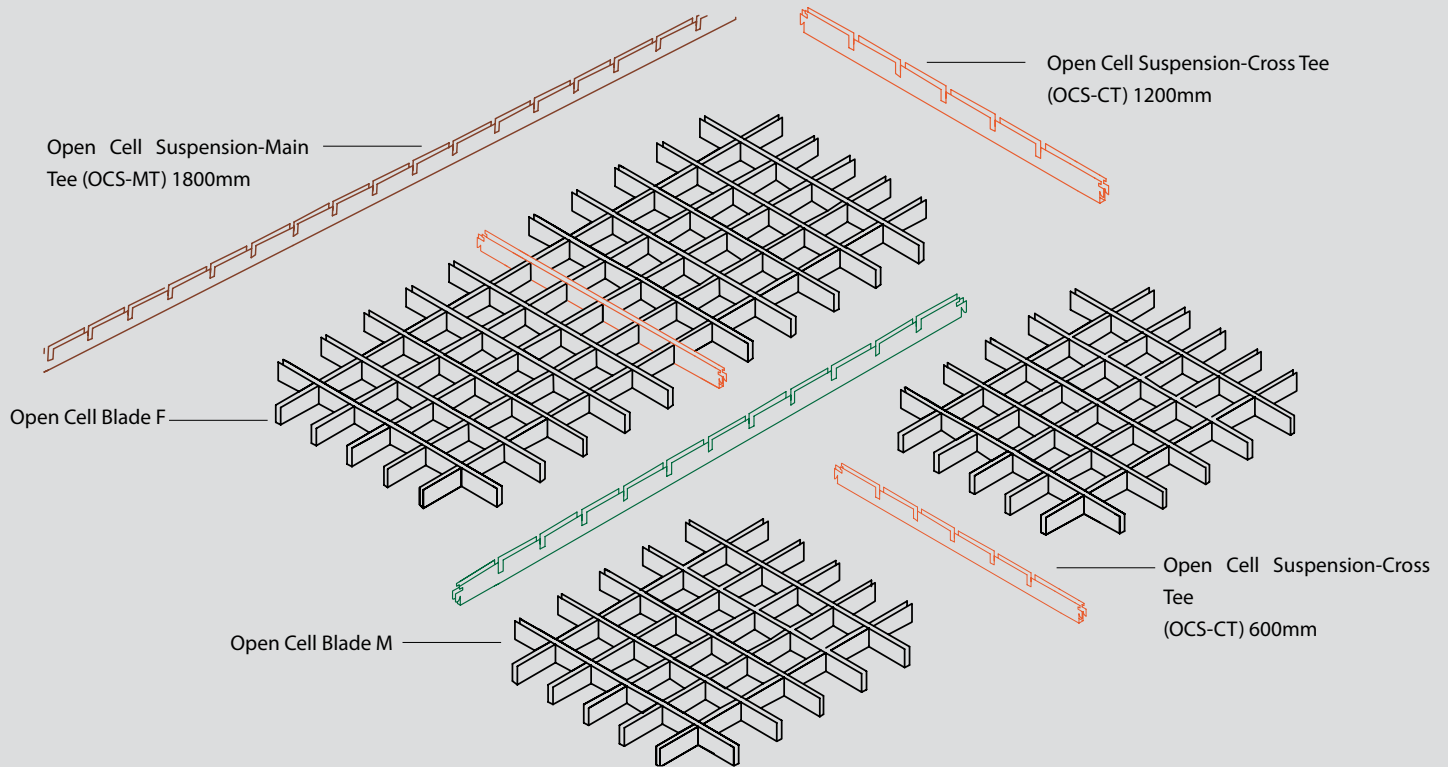 Open Cell Suspension-Cross Tee
(OCS-CT) 1200mm
Open Cell Suspension-Main
Tee (OCS-MT) 1800mm
Open Cell Blade F
Open Cell Suspension-Cross
Tee
(OCS-CT) 600mm
Open Cell Blade M